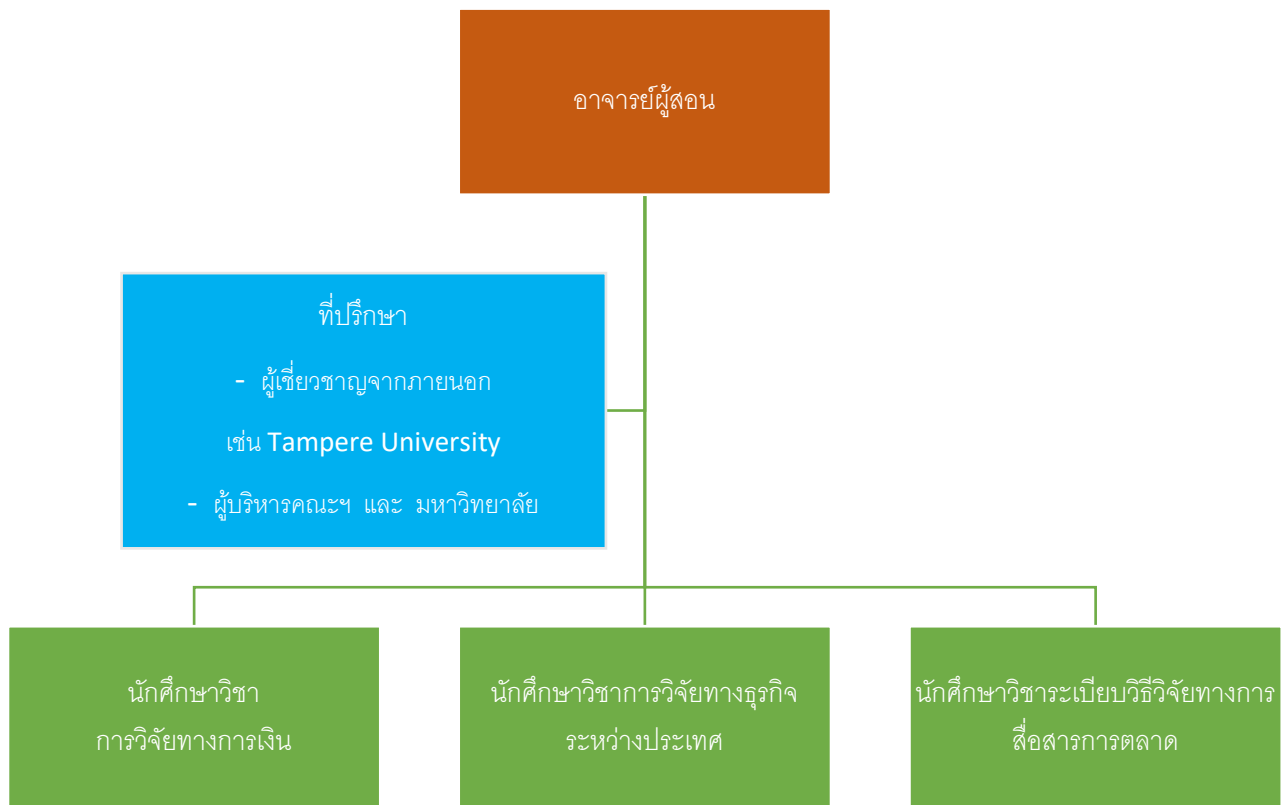 อาจารย์ผู้สอน
ที่ปรึกษา
- ผู้เชี่ยวชาญจากภายนอก
เช่น Tampere University
- ผู้บริหารคณะฯ และ มหาวิทยาลัย
นักศึกษาวิชา
การวิจัยทางการเงิน
นักศึกษาวิชาการวิจัยทางธุรกิจ
ระหว่างประเทศ
นักศึกษาวิชาระเบียบวิธีวิจัยทางการ
สื่อสารการตลาด